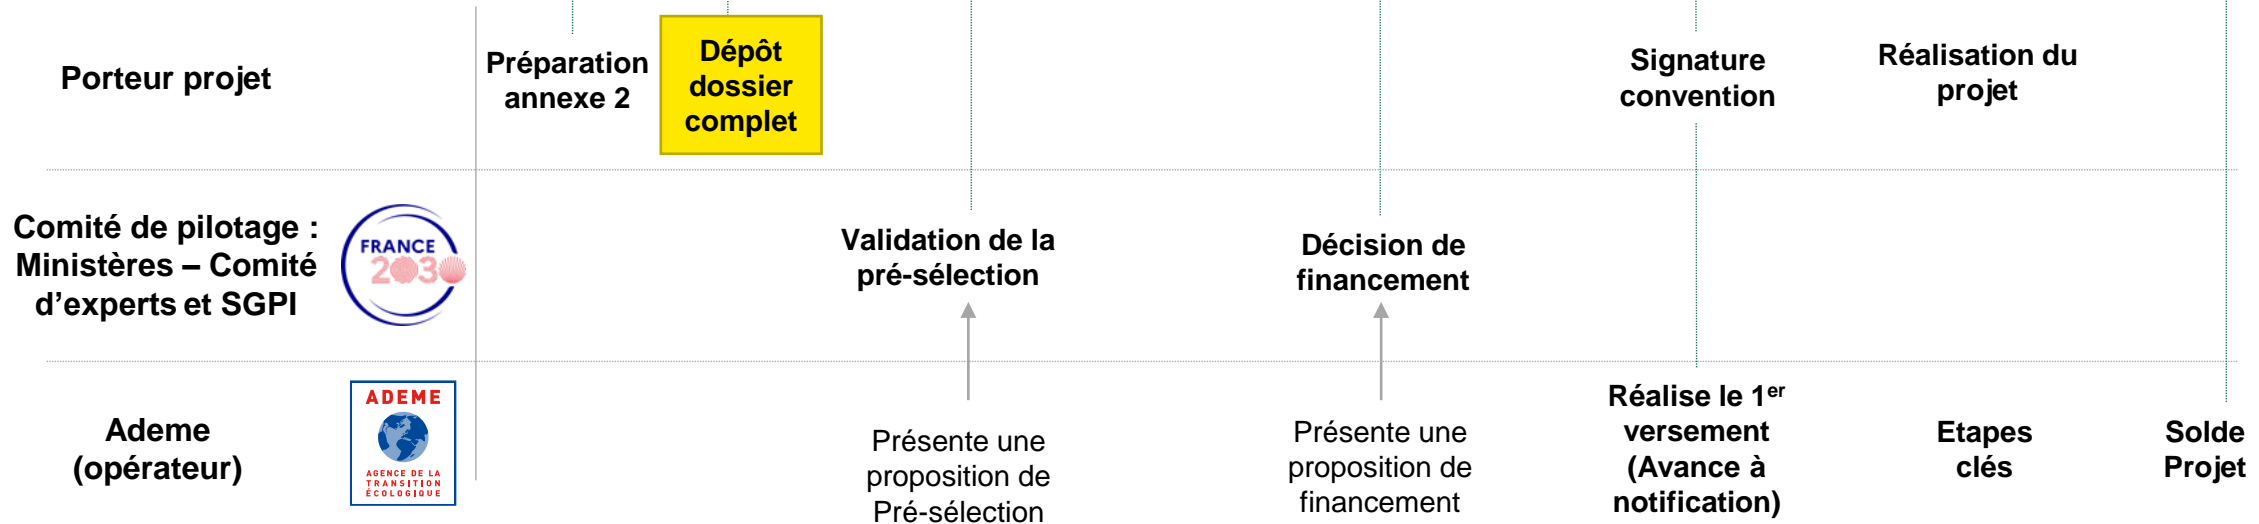 Porteur projet
Préparation
annexe 2
Dépôt
dossier
complet
Signature
convention
Réalisation du
projet
Comité de pilotage :
Ministères – Comité
d’experts et SGPI
FRANCE
2030
Validation de la
pré-sélection
Décision de
financement
Ademe
(opérateur)
ADEME
AGENCE DE LA
TRANSITION
ÉCOLOGIQUE
Présente une
proposition de
Pré-sélection
Présente une
proposition de
financement
Réalise le 1er
versement
(Avance à
notification)
Etapes
clés
Solde
Projet